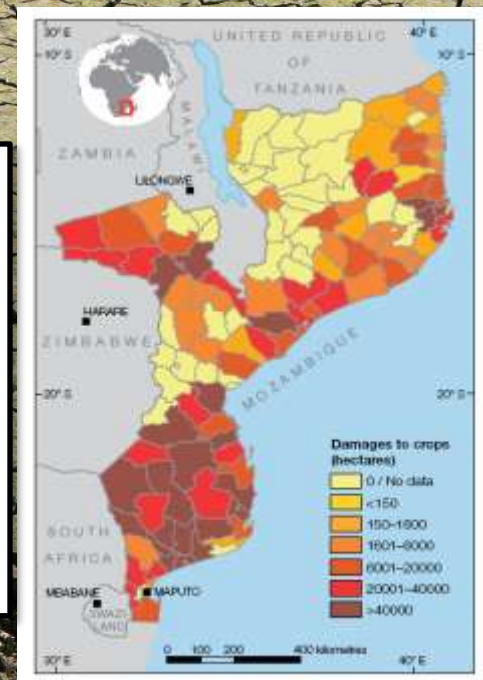 30° E
40° E
10° S
10° S
UNITED REPUBLIC
OF
TANZANIA
MALAWI
ZAMBIA
LILONGWE
HARARE
ZIMBABWE
MOZAMBIQUE
20° S
20° S
Damages to crops
(hectares)
0 / No data
<150
150–1600
1601–6000
6001–20000
20001–40000
>40000
SOUTH
AFRICA
MBABANE
MAPUTO
SWAZI
LAND
0 100 200 400 kilometres
30° E
40° E